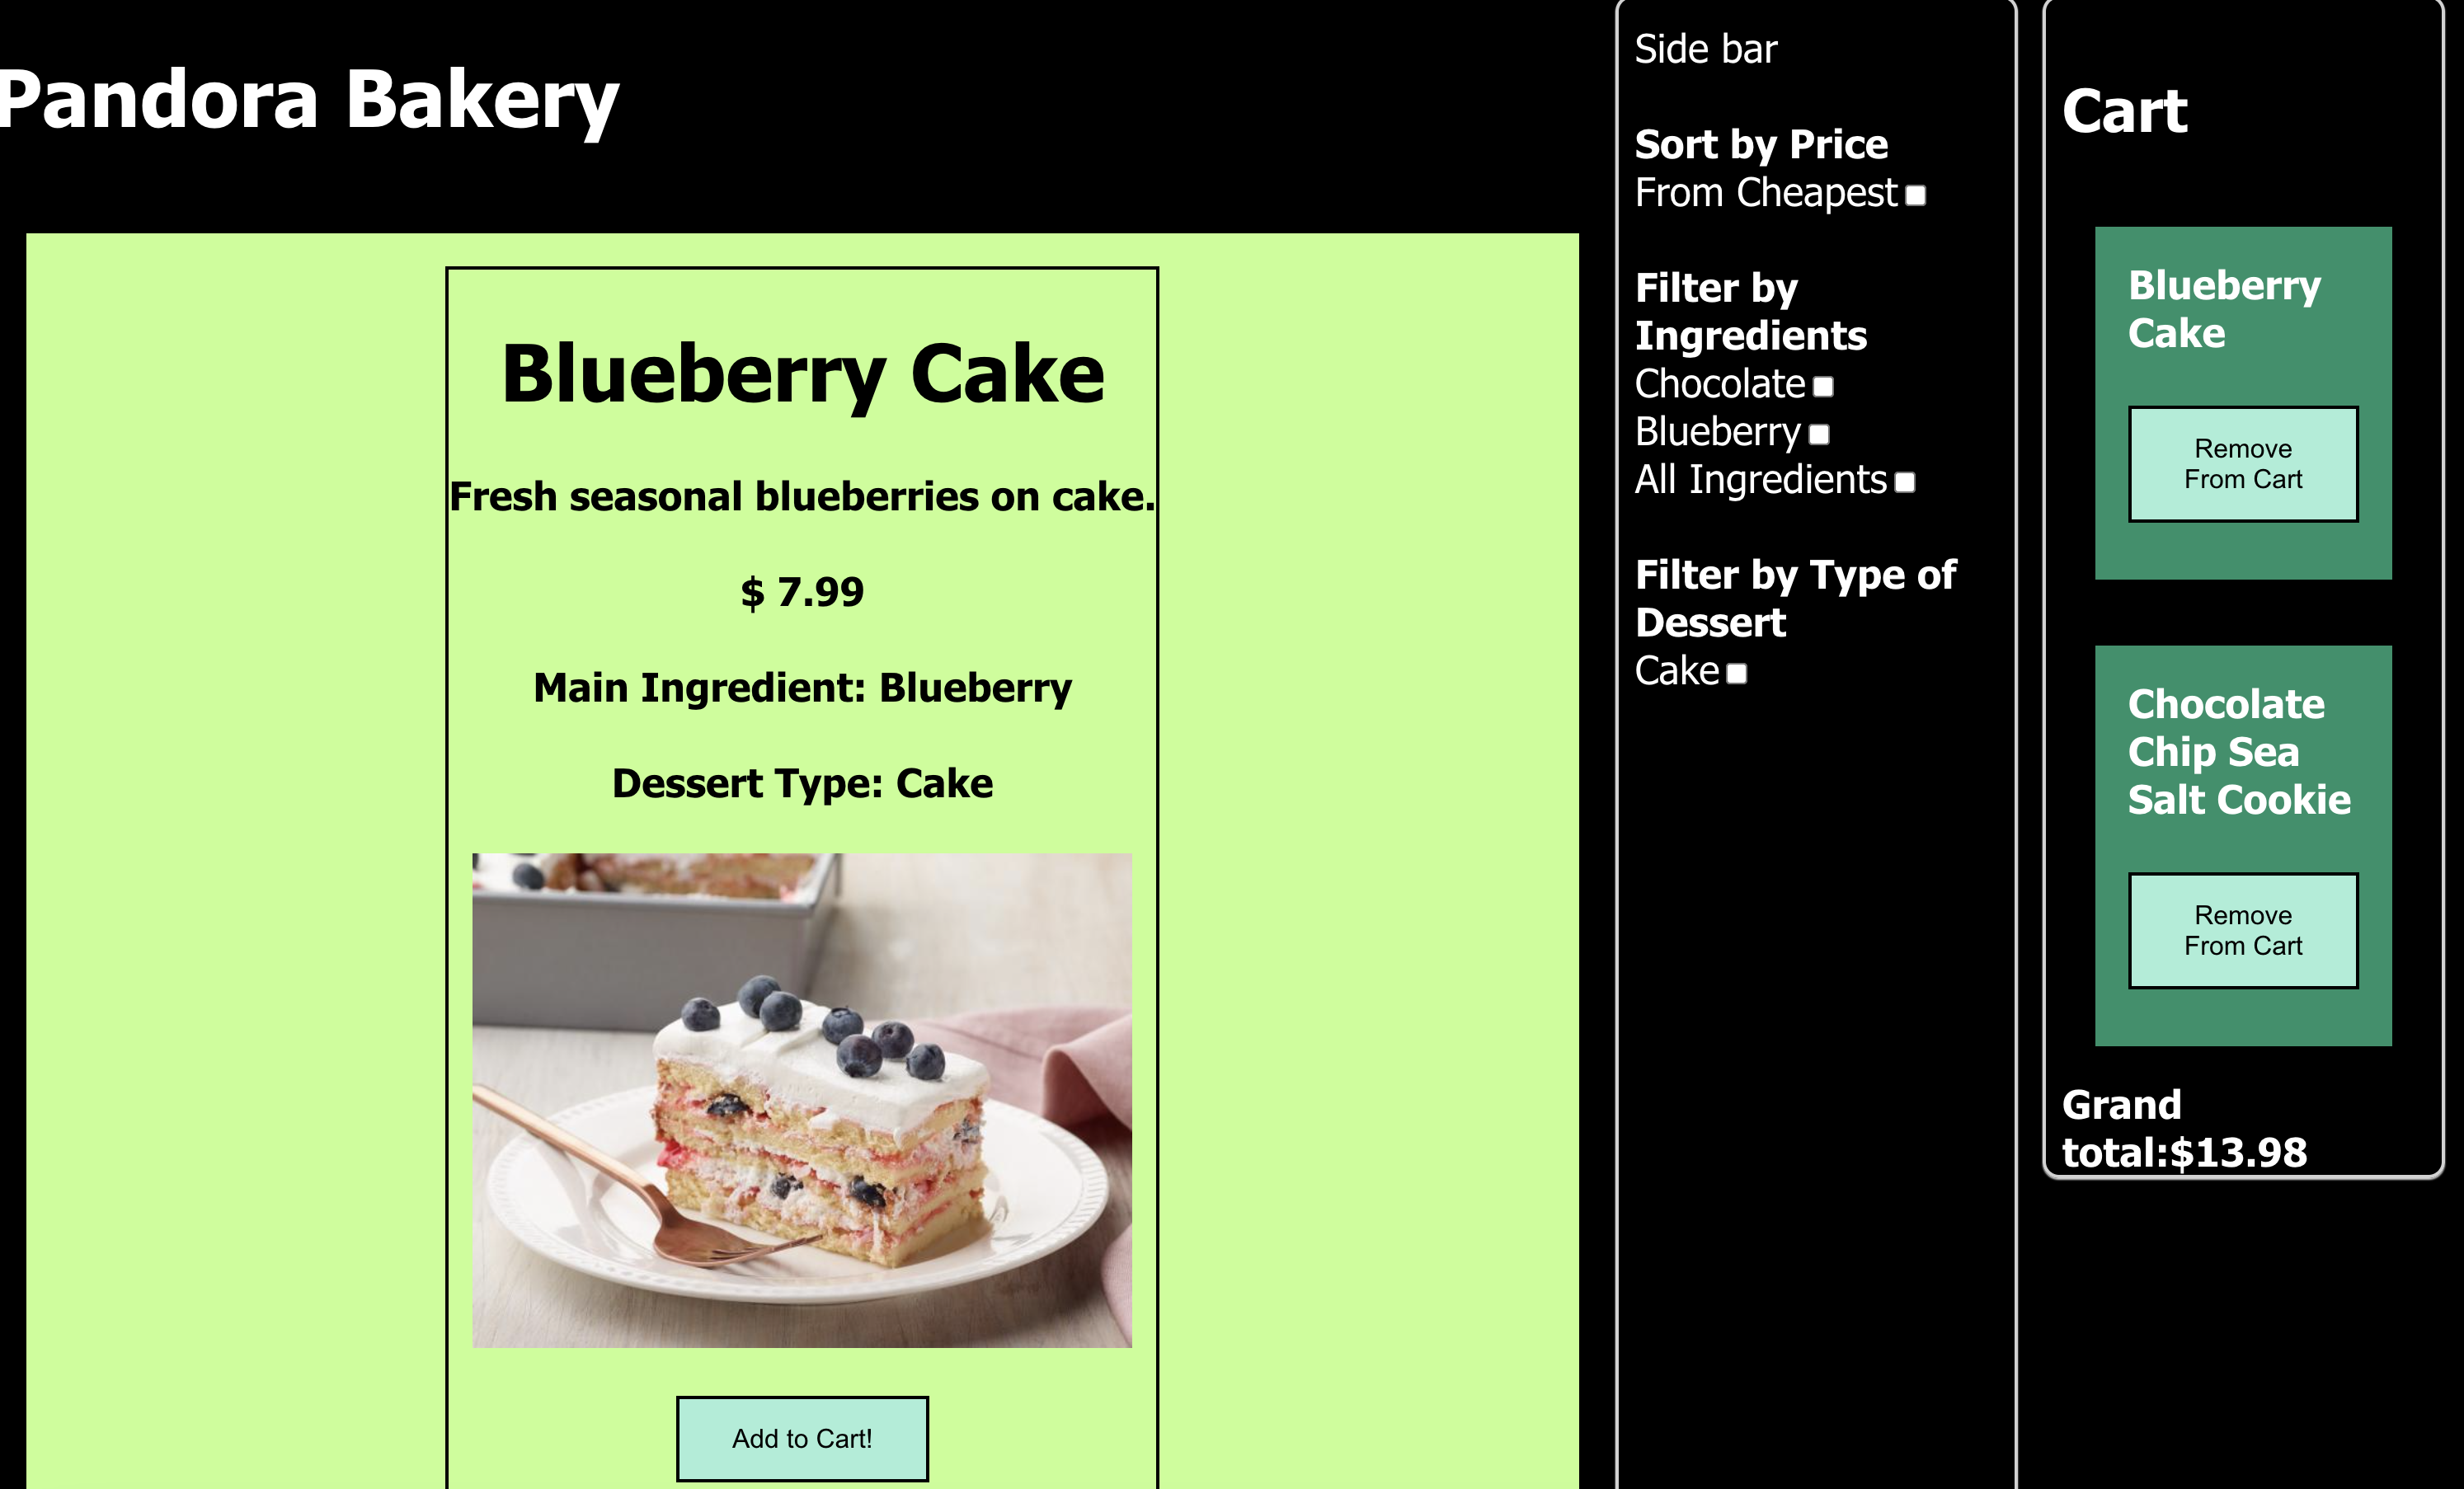 Pandora Bakery
Blueberry Cake
Fresh seasonal blueberries on cake.
$ 7.99
Main Ingredient: Blueberry
Dessert Type: Cake
Add to Cart!
Side bar
Sort by Price
From Cheapest
Filter by
Ingredients
Chocolate
Blueberry
All Ingredients
Filter by Type of
Dessert
Cake
Cart
Blueberry
Cake
Remove
From Cart
Chocolate
Chip Sea
Salt Cookie
Remove
From Cart
Grand
total:$13.98